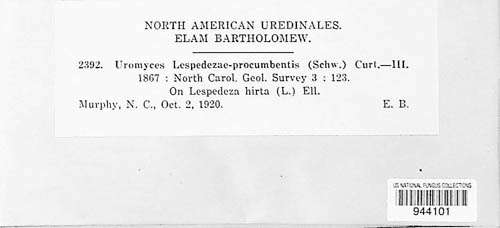 NORTH AMERICAN UREDINALES.
ELAM BARTHOLOMEW.
2392. Uromyces Lespedezae-procumbentis (Schw.) Curt.—III.
1867 : North Carol. Geol. Survey 3 : 123.
On Lespedeza hirta (L.) Ell.
Murphy, N. C., Oct. 2, 1920. E. B.
US NATIONAL FUNGUS COLLECTIONS
944101